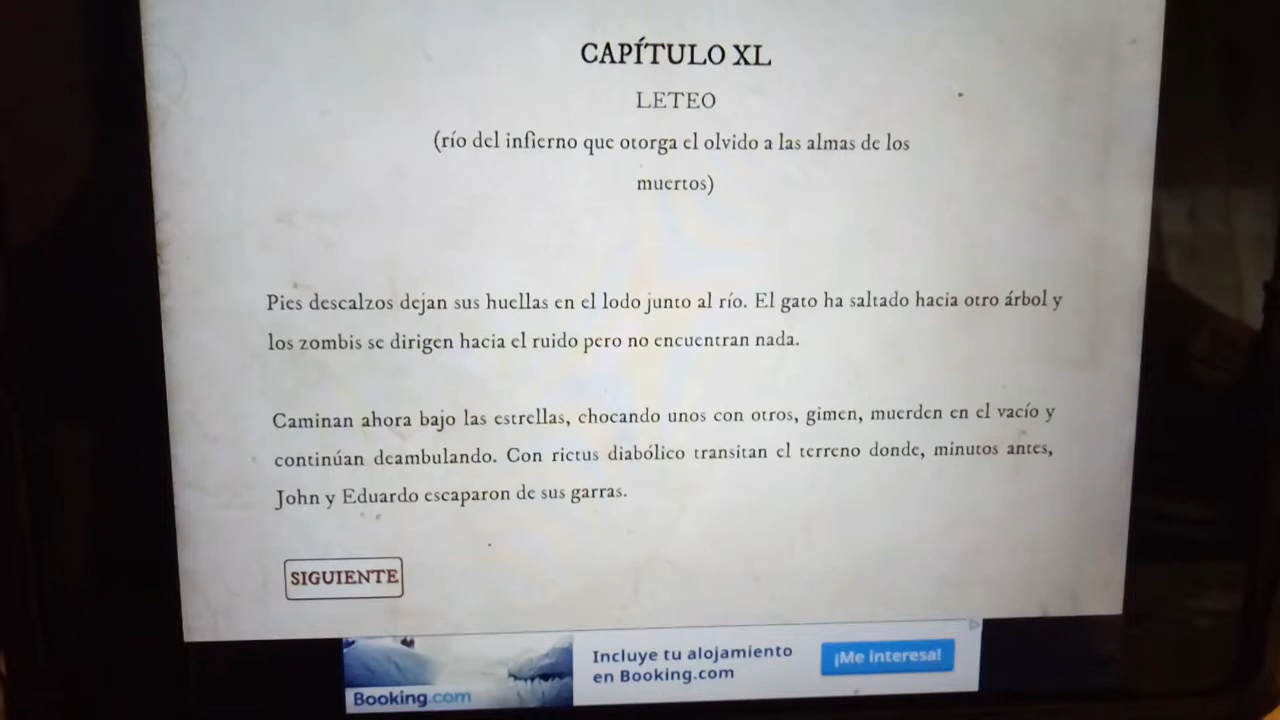 CAPÍTULO XL
LETEO
(río del infierno que otorga el olvido a las almas de los
muertos)
Pies descalzos dejan sus huellas en el lodo junto al río. El gato ha saltado hacia otro árbol y
los zombis se dirigen hacia el ruido pero no encuentran nada.
Caminan ahora bajo las estrellas, chocando unos con otros, gimen, muerden en el vacío y
continúan deambulando. Con rictus diabólico transitan el terreno donde, minutos antes,
John y Eduardo escaparon de sus garras.
SIGUIENTE
Incluye tu alojamiento
en Booking.com
¡Me interesa!
Booking.com